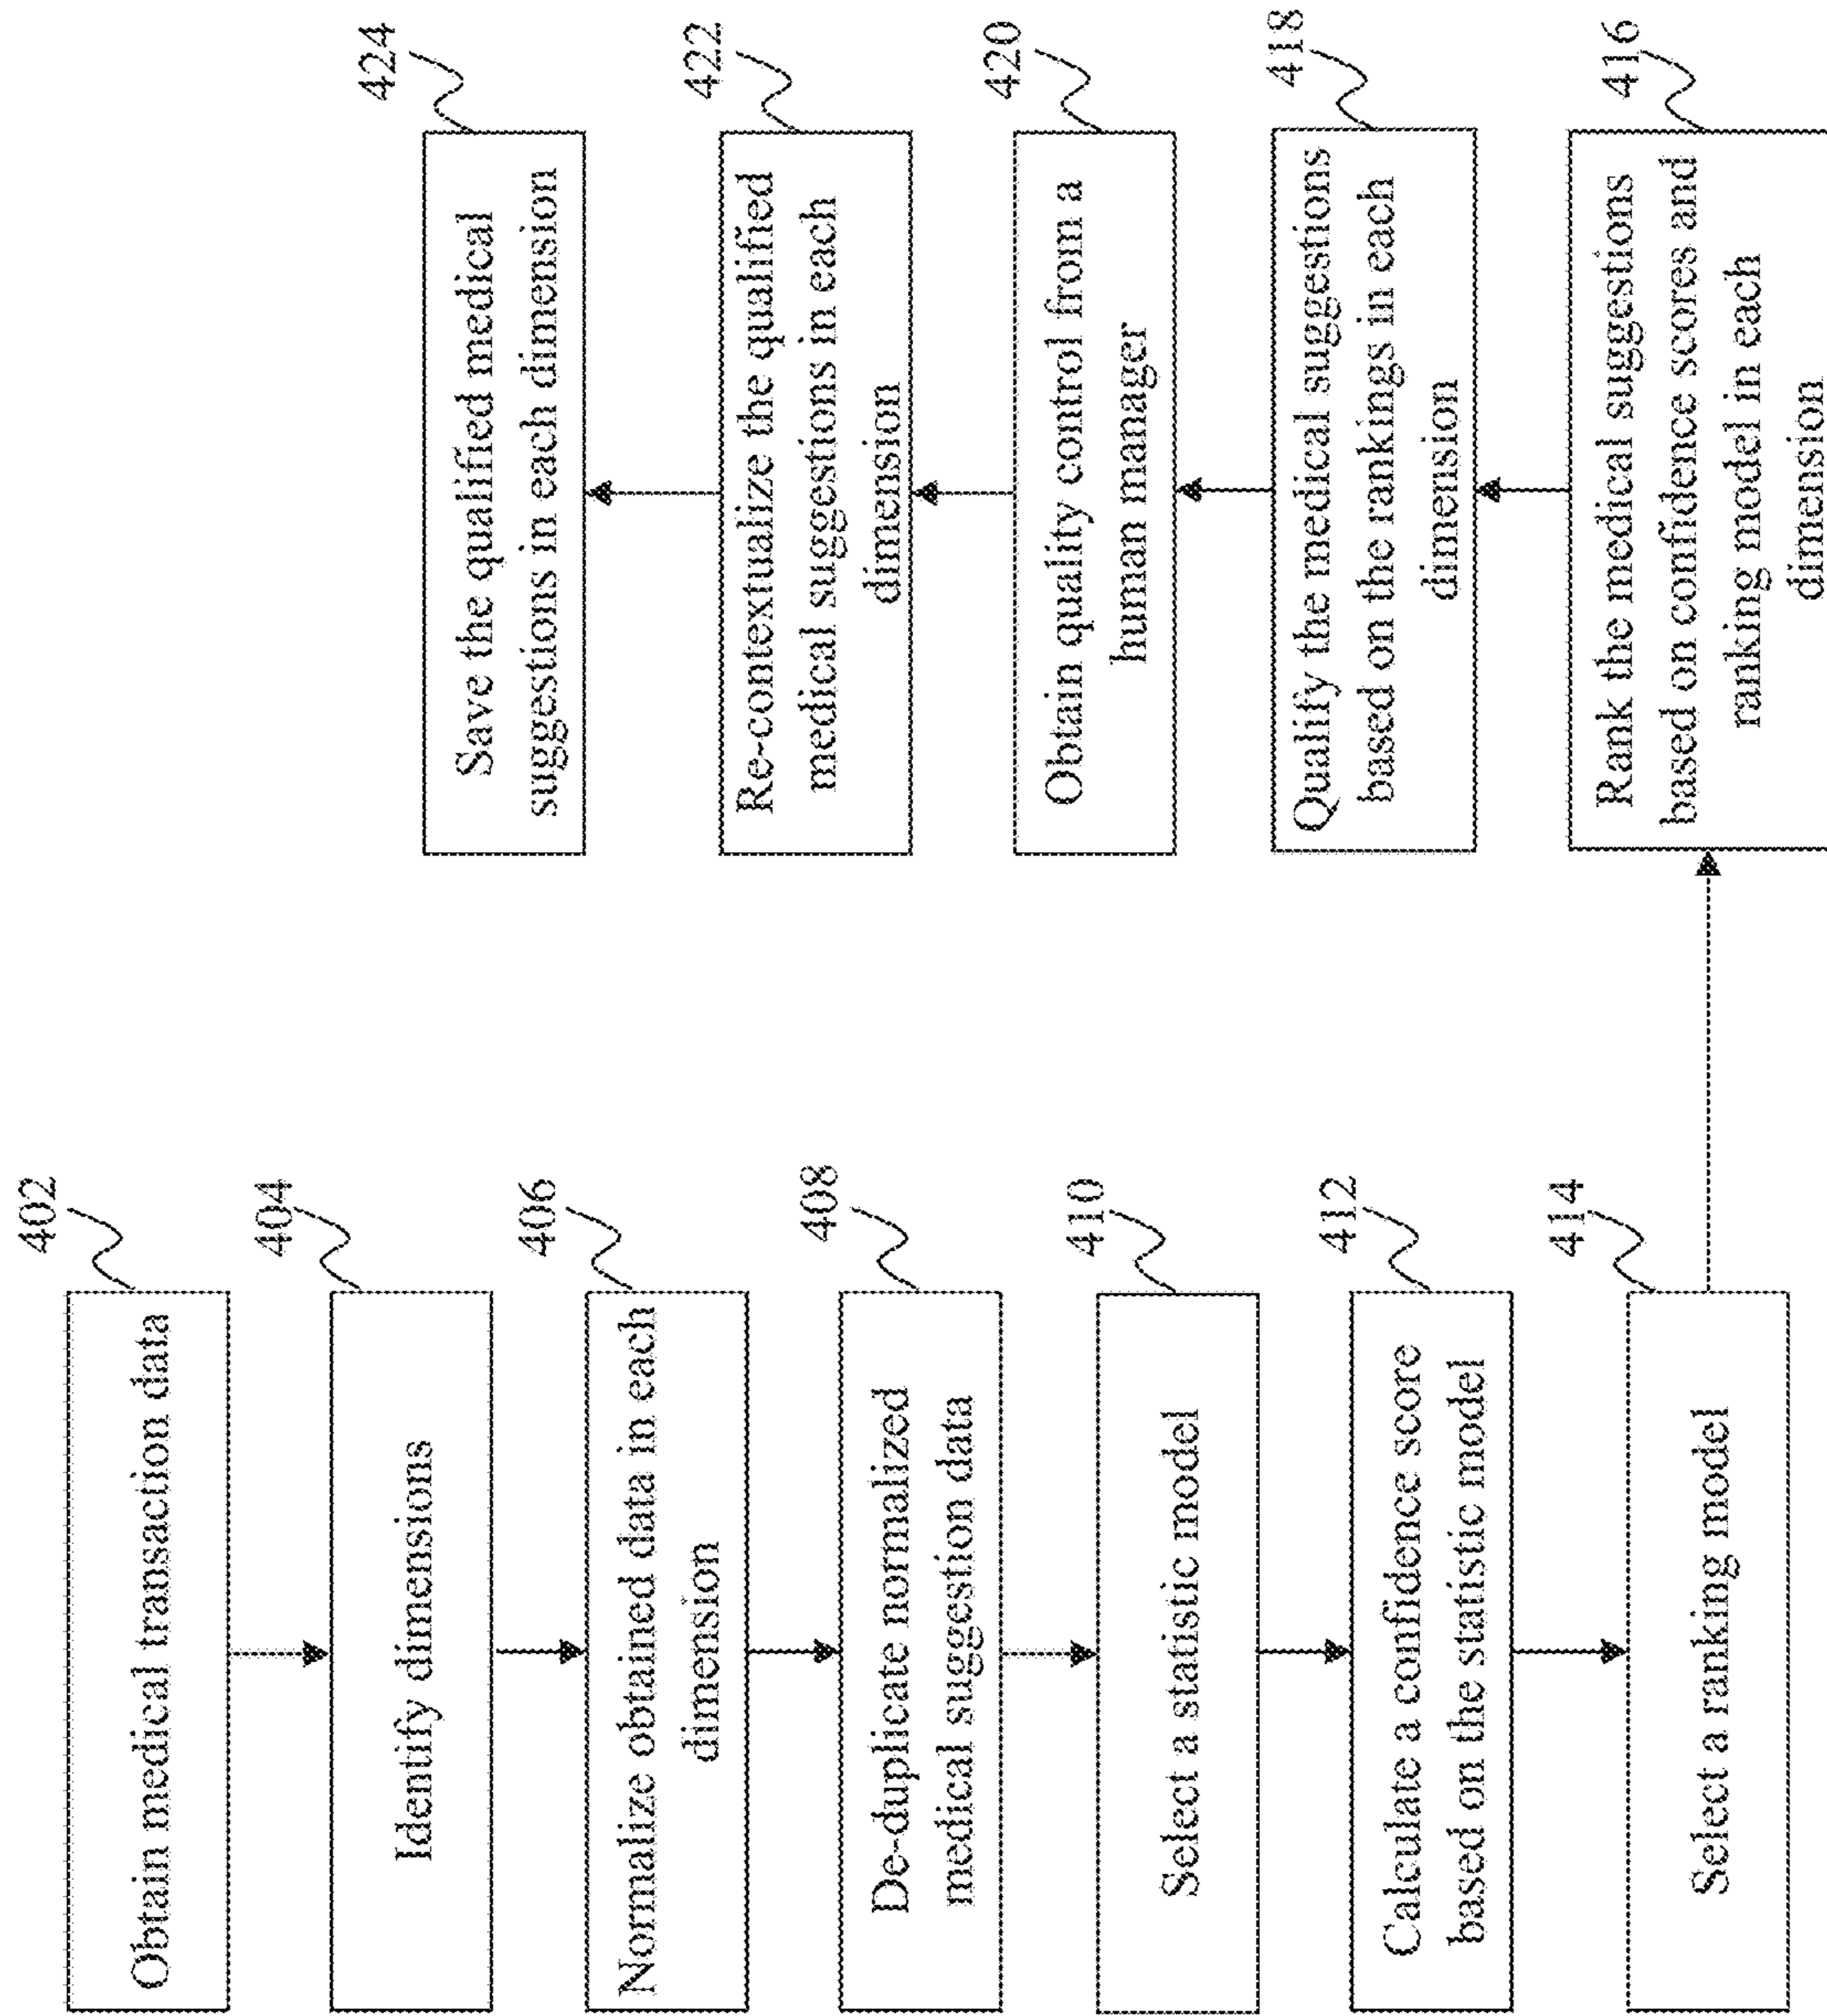 402
Obtain medical transaction data
404
Identify dimensions
406
Normalize obtained data in each
dimension
408
De-duplicate normalized
medical suggestion data
410
Select a statistic model
412
Calculate a confidence score
based on the statistic model
414
Select a ranking model
416
Rank the medical suggestions
based on confidence scores and
ranking model in each
dimension
418
Qualify the medical suggestions
based on the rankings in each
dimension
420
Obtain quality control from a
human manager
422
Re-contextualize the qualified
medical suggestions in each
dimension
424
Save the qualified medical
suggestions in each dimension